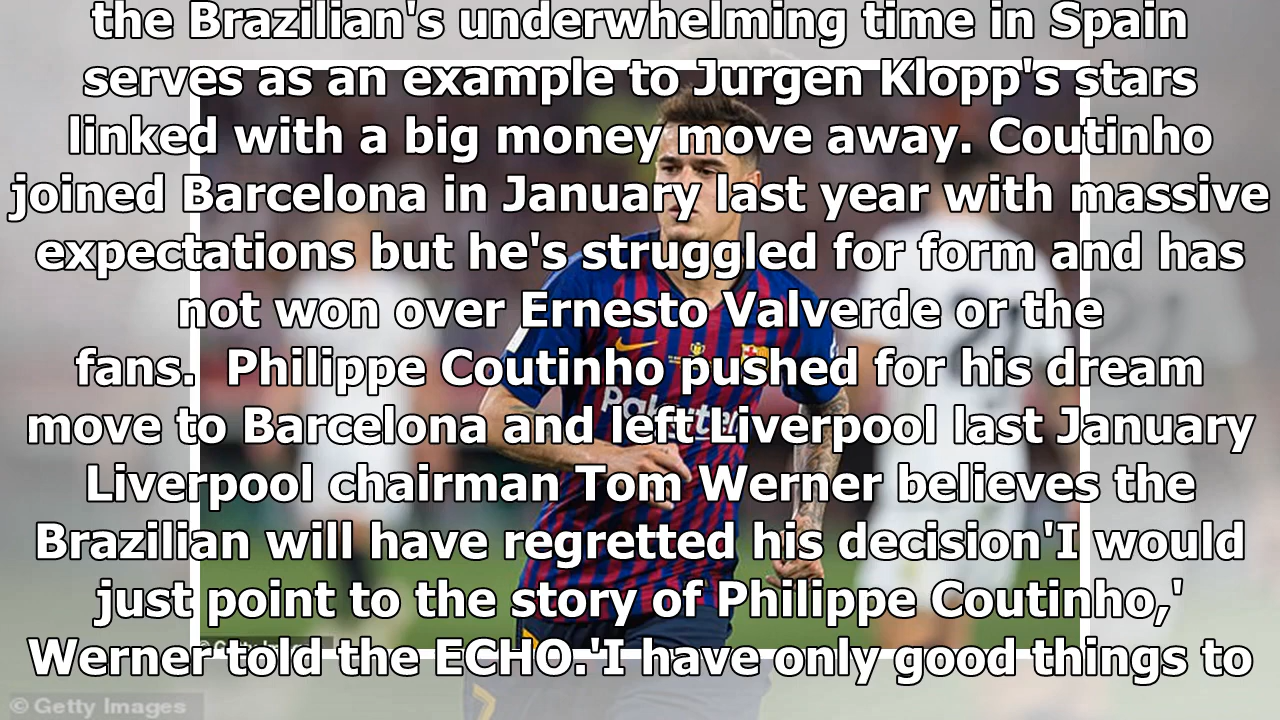 the Brazilian's underwhelming time in Spain
serves as an example to Jurgen Klopp's stars
linked with a big money move away. Coutinho
joined Barcelona in January last year with massive
expectations but he's struggled for form and has
not won over Ernesto Valverde or the
fans.  Philippe Coutinho pushed for his dream
move to Barcelona and left Liverpool last January
Liverpool chairman Tom Werner believes the
Brazilian will have regretted his decision'I would
just point to the story of Philippe Coutinho,'
Werner told the ECHO.'I have only good things to
© Getty Images